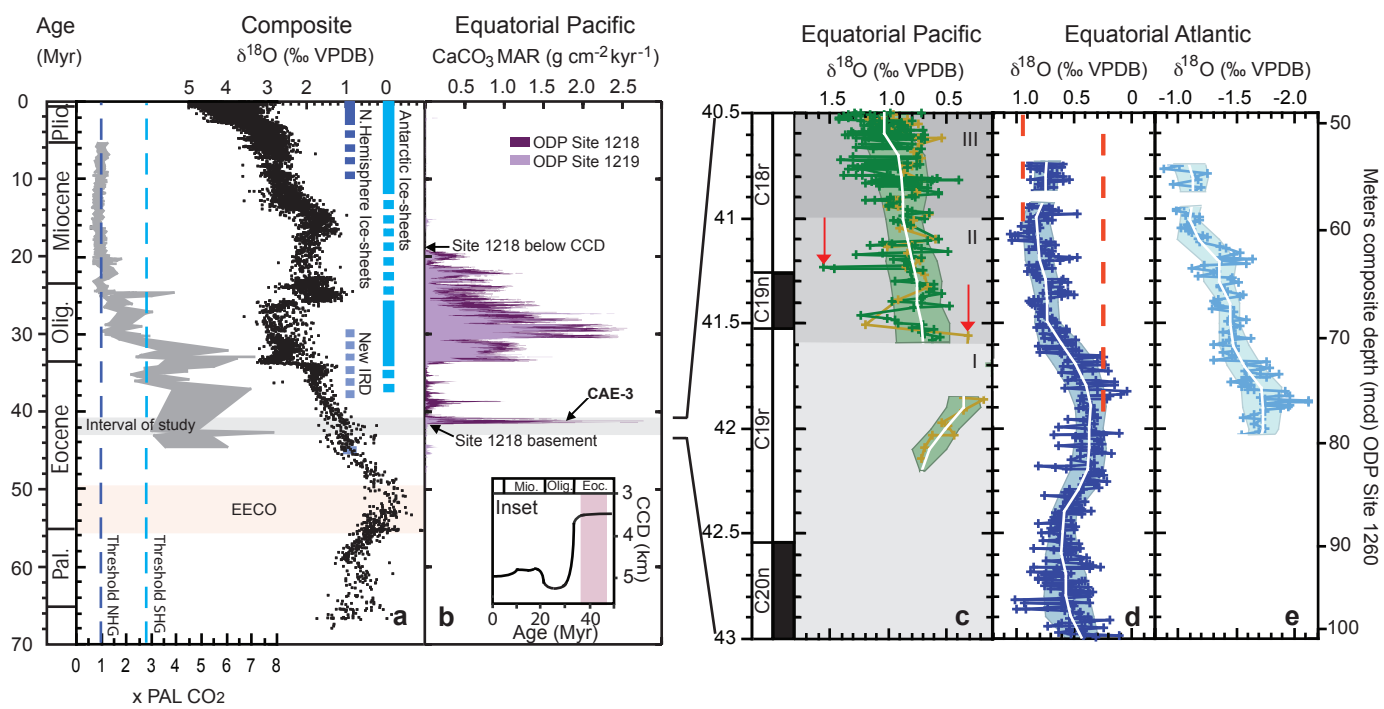 Age
(Myr)
Composite
δ18O (‰ VPDB)
5 4 3 2 1 0
Equatorial Pacific
CaCO3 MAR (g cm-2 kyr-1)
0.5 1.0 1.5 2.0 2.5
Equatorial Pacific
δ18O (‰ VPDB)
1.5 1.0 0.5
Equatorial Atlantic
δ18O (‰ VPDB)
1.0 0.5 0
δ18O (‰ VPDB)
-1.0 -1.5 -2.0
0
10
20
30
40
50
60
70
Plio.
Miocene
Olig.
Eocene
Pal.
N.Hemisphere Ice-sheets
Antarctic Ice-sheets
New IRD
Interval of study
EECO
Threshold NHG
Threshold SHG
a
0 1 2 3 4 5 6 7 8
x PAL CO2
ODP Site 1218
ODP Site 1219
Site 1218 below CCD
CAE-3
Site 1218 basement
b
Mio. Olig. Eoc.
Inset
3
4
5
CCD (km)
0 20 40
Age (Myr)
40.5
41
41.5
42
42.5
43
C18r
C19n
C19r
C20n
III
II
I
c
d
e
50
60
70
80
90
100
Meters composite depth (mcd) ODP Site 1260